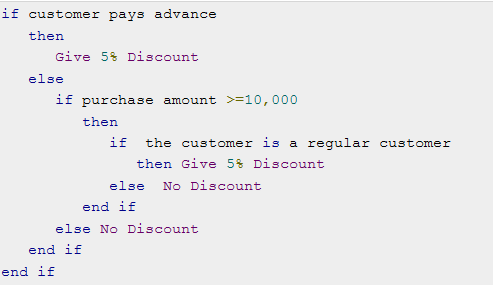 if customer pays advance
then
Give 5% Discount
else
if purchase amount >=10,000
then
if the customer is a regular customer
then Give 5% Discount
else No Discount
end if
else No Discount
end if
end if